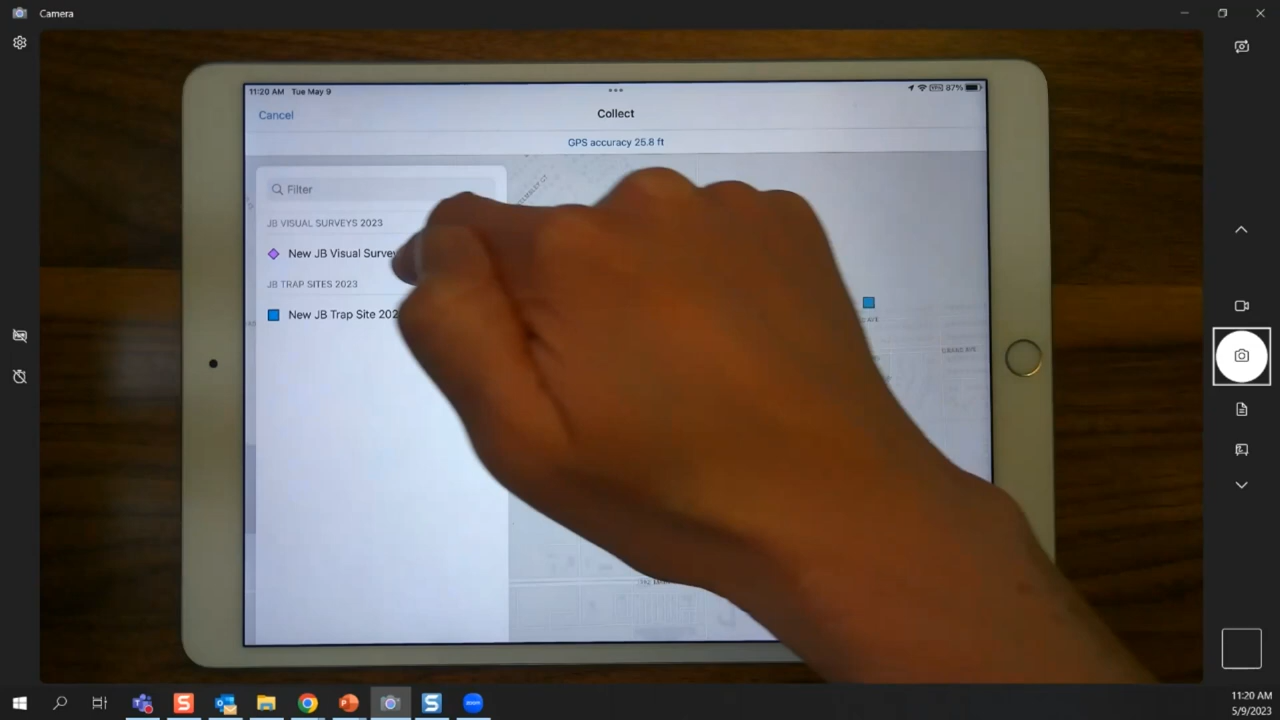 Camera
11:20 AM Tue May 9
87%
Cancel
Collect
GPS accuracy 25.8 ft
Filter
JB VISUAL SURVEYS 2023
New JB Visual Survey
JB TRAP SITES 2023
New JB Trap Site 202
AVE
11:20 AM
5/9/2023